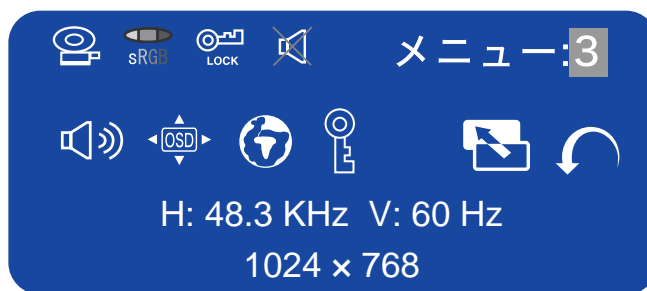 sRGB LOCK メニュー:3
OSD
H: 48.3 KHz V: 60 Hz
1024 × 768